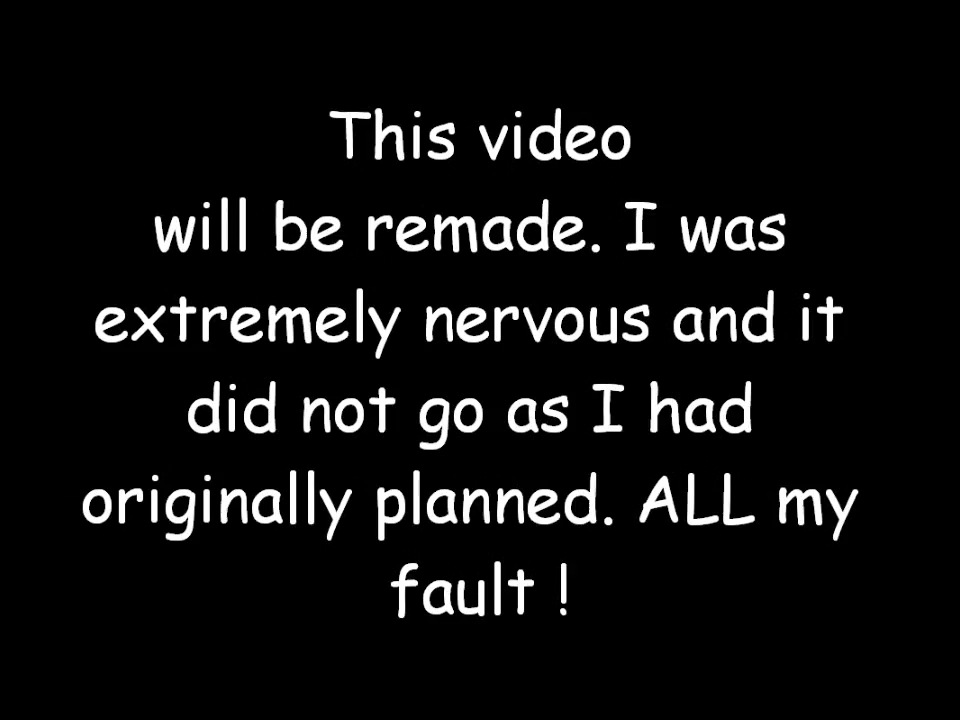 This video
will be remade. I was
extremely nervous and it
did not go as I had
originally planned. ALL my
fault !